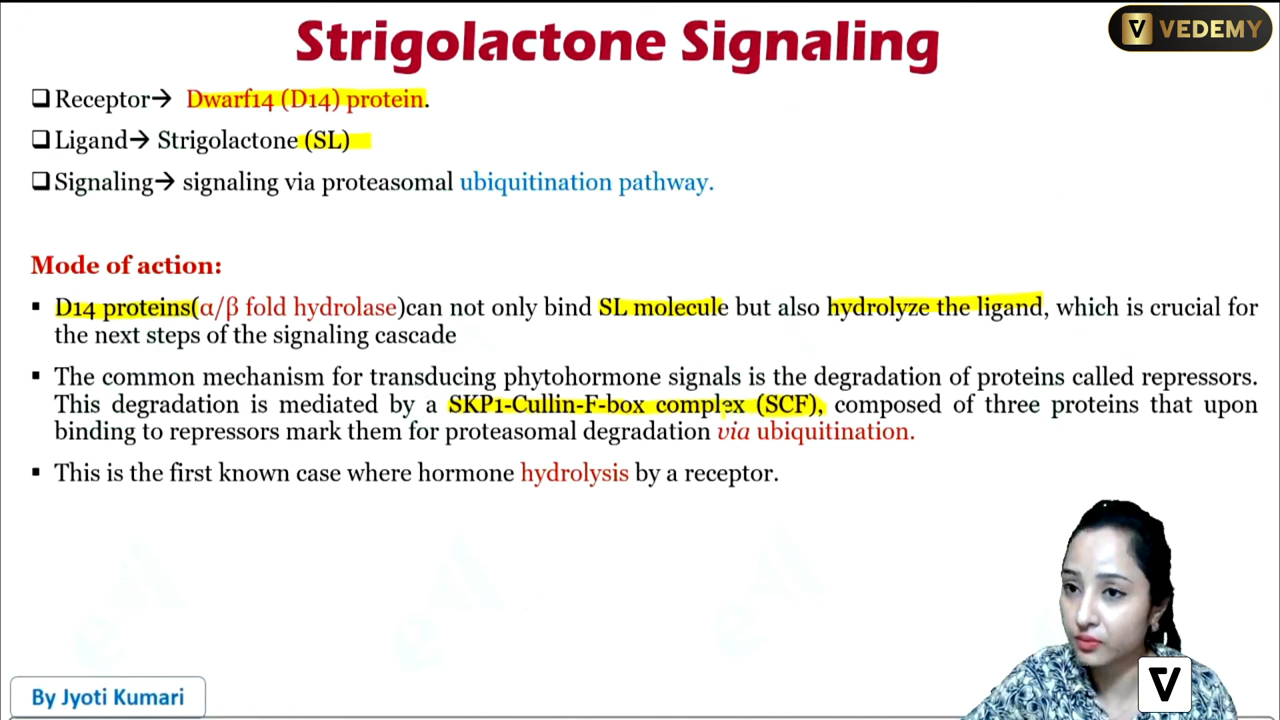 Strigolactone Signaling
VEDEMY
❑ Receptor→ Dwarf14 (D14) protein.
❑ Ligand→ Strigolactone (SL)
❑ Signaling→ signaling via proteasomal ubiquitination pathway.
Mode of action:
▪ D14 proteins(α/β fold hydrolase)can not only bind SL molecule but also hydrolyze the ligand, which is crucial for
the next steps of the signaling cascade
▪ The common mechanism for transducing phytohormone signals is the degradation of proteins called repressors.
This degradation is mediated by a SKP1-Cullin-F-box complex (SCF), composed of three proteins that upon
binding to repressors mark them for proteasomal degradation via ubiquitination.
▪ This is the first known case where hormone hydrolysis by a receptor.
By Jyoti Kumari